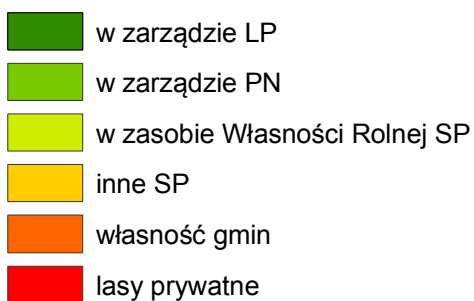 w zarządzie LP
w zarządzie PN
w zasobie Własności Rolnej SP
inne SP
własność gmin
lasy prywatne